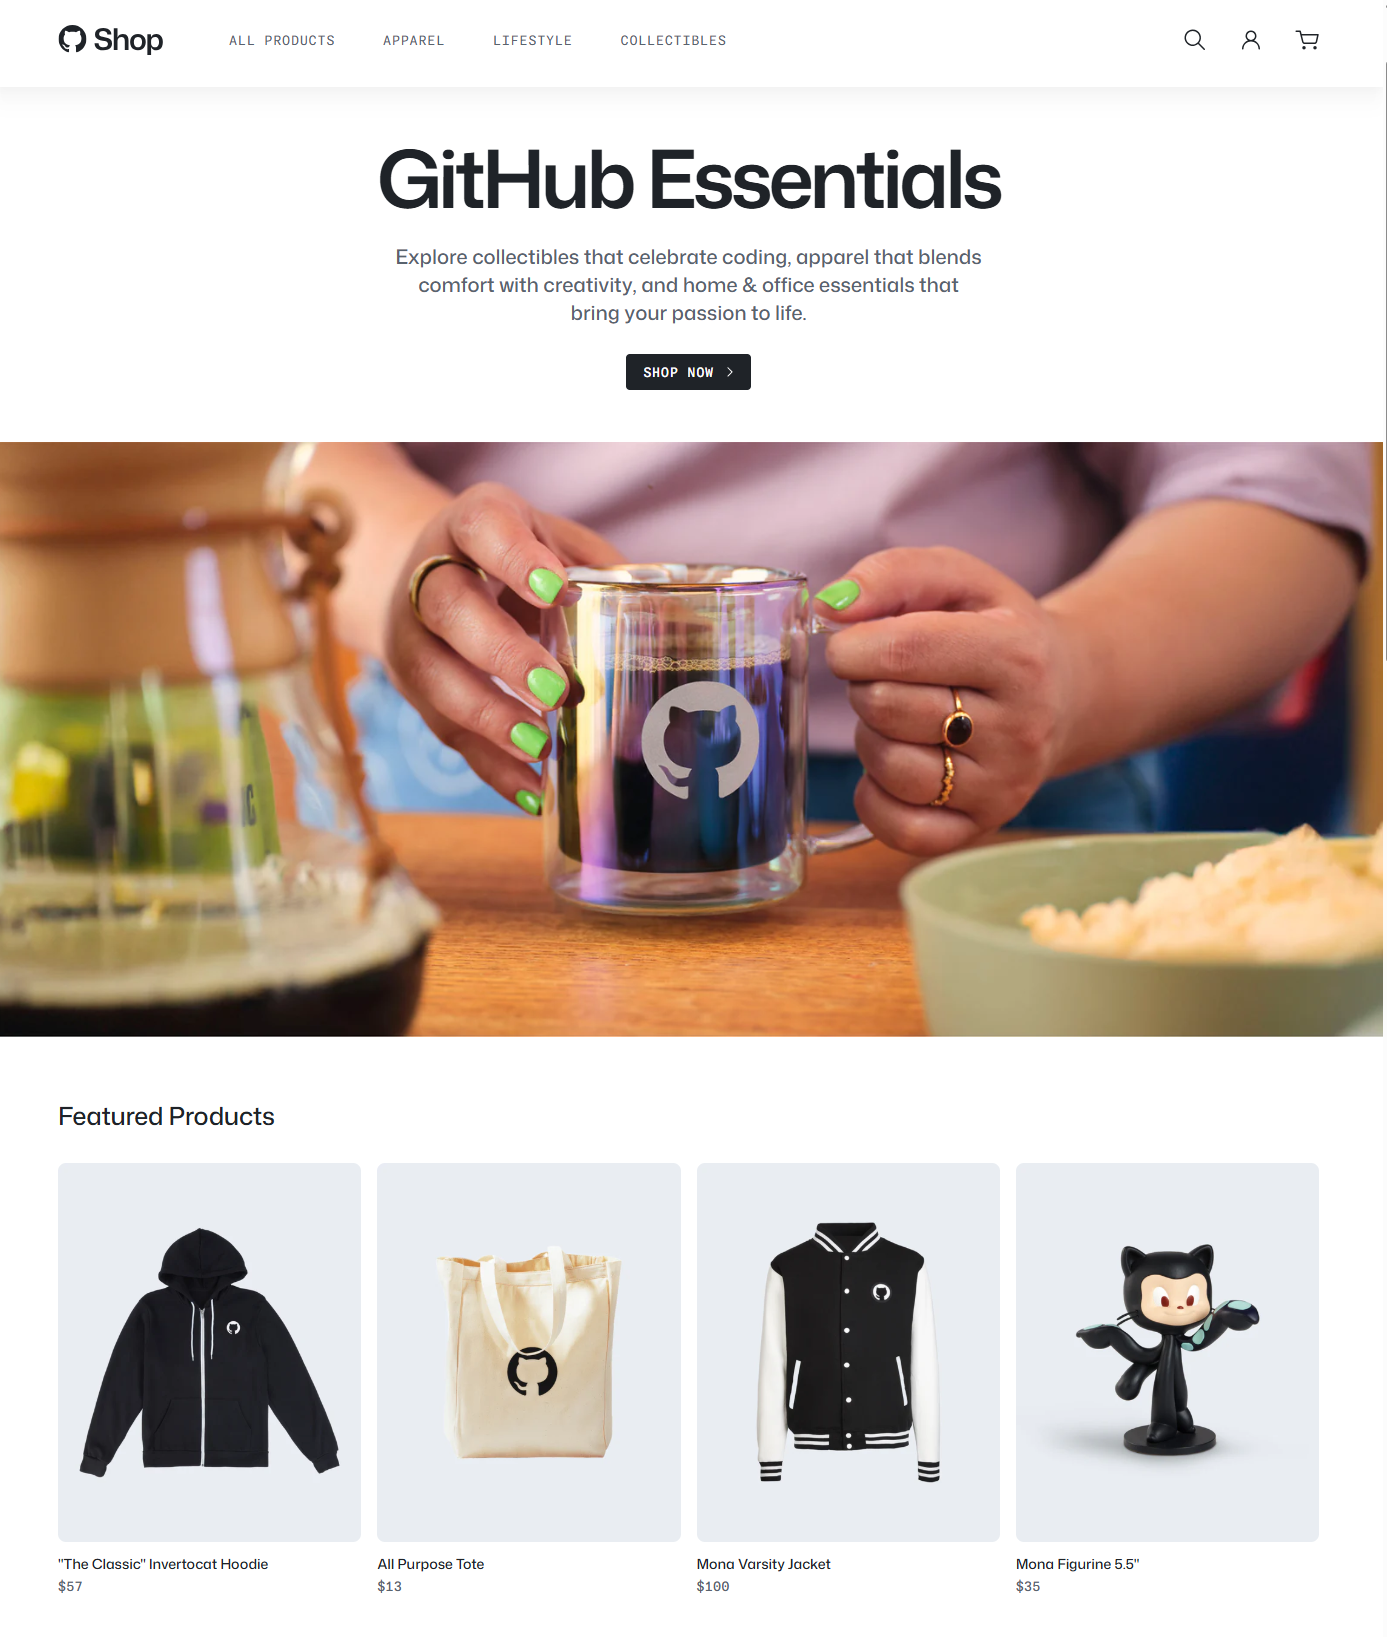 Shop
ALL PRODUCTS
APPAREL
LIFESTYLE
COLLECTIBLES
GitHub Essentials
Explore collectibles that celebrate coding, apparel that blends
comfort with creativity, and home & office essentials that
bring your passion to life.
SHOP NOW
Featured Products
"The Classic" Invertocat Hoodie
$57
All Purpose Tote
$13
Mona Varsity Jacket
$100
Mona Figurine 5.5"
$35